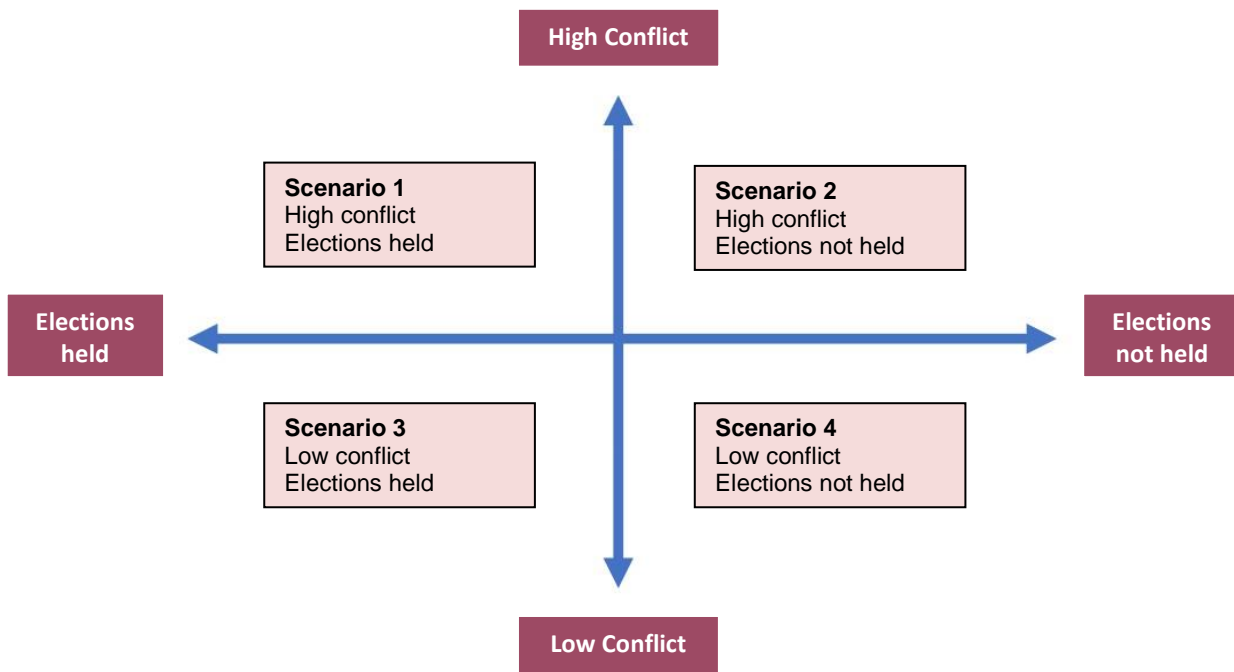 High Conflict
Scenario 1
High conflict
Elections held
Scenario 2
High conflict
Elections not held
Elections
held
Elections
not held
Scenario 3
Low conflict
Elections held
Scenario 4
Low conflict
Elections not held
Low Conflict